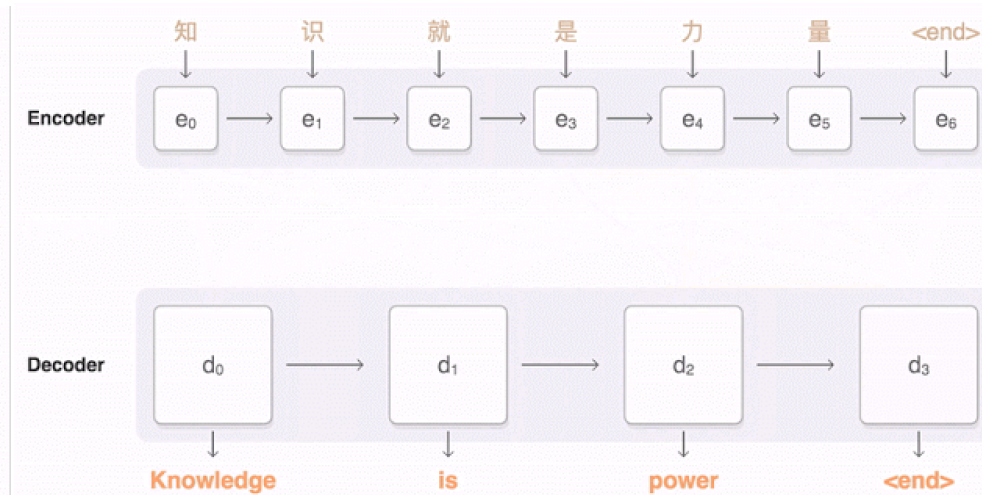 知 识 就 是 力 量 <end>
Encoder e₀ e₁ e₂ e₃ e₄ e₅ e₆
Decoder d₀ d₁ d₂ d₃
Knowledge is power <end>